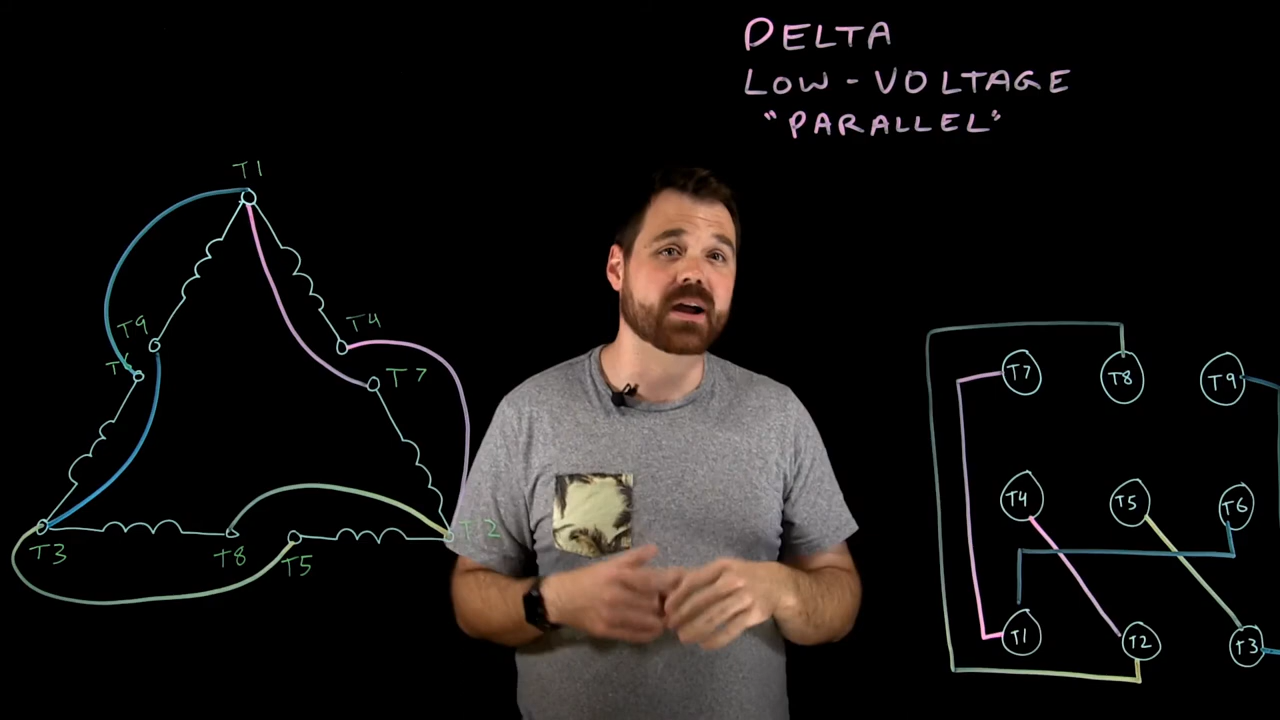 DELTA
LOW-VOLTAGE
"PARALLEL"
T1
T9
T4
T7
T3
T8
T5
T2
T7
T8
T9
T4
T5
T6
T1
T2
T3